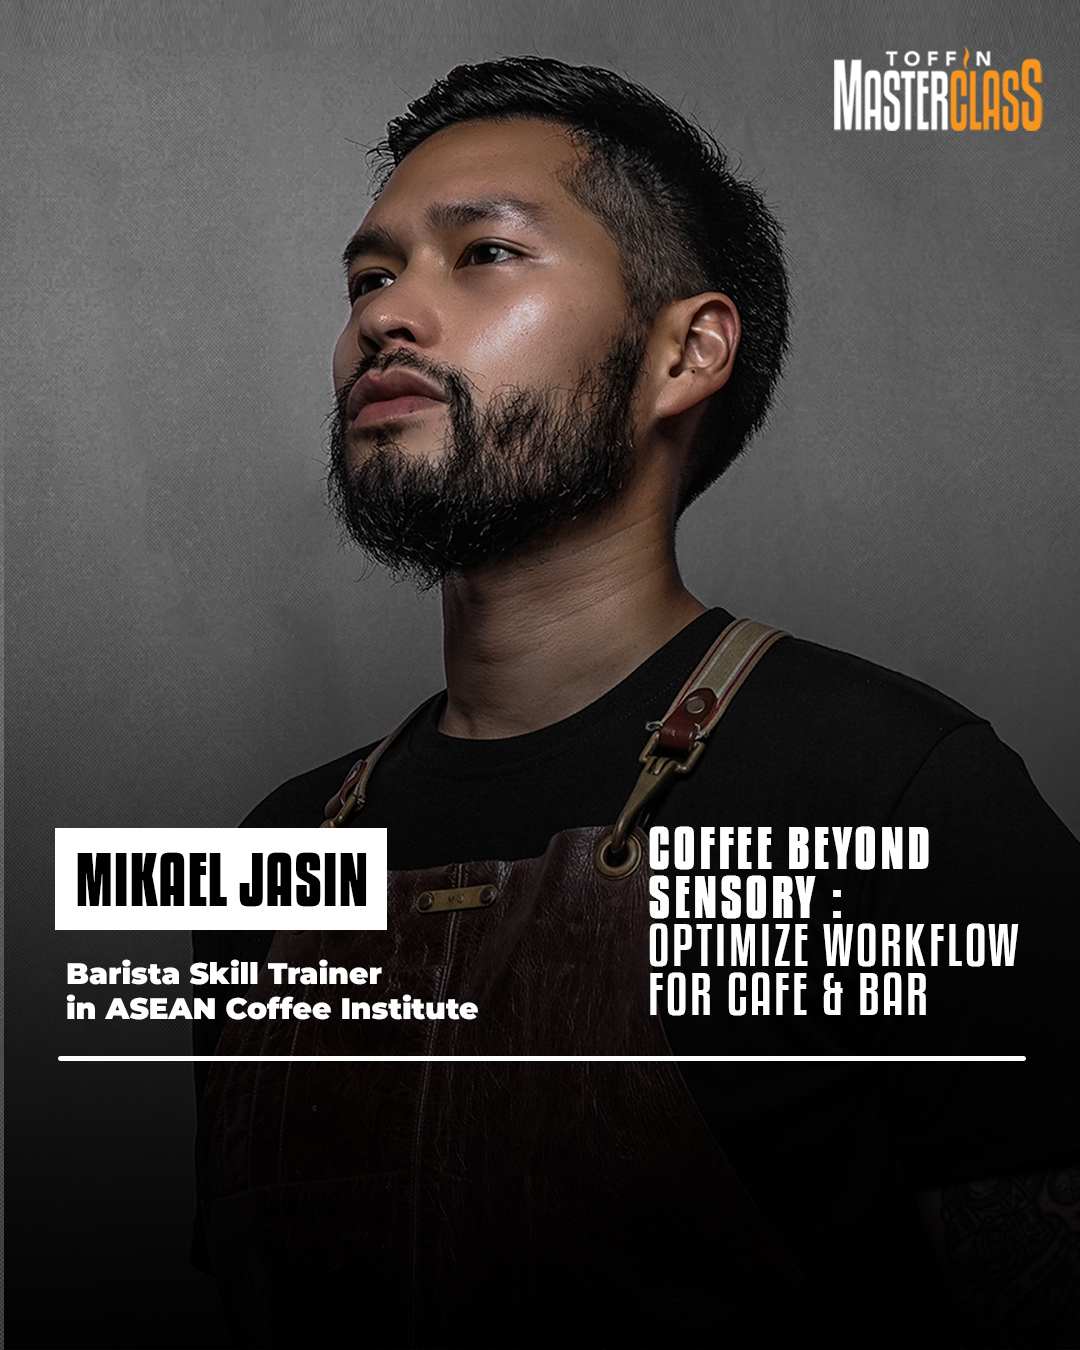 TOFFIN
MASTERCLASS
MIKAEL JASIN
Barista Skill Trainer
in ASEAN Coffee Institute
COFFEE BEYOND
SENSORY :
OPTIMIZE WORKFLOW
FOR CAFE & BAR